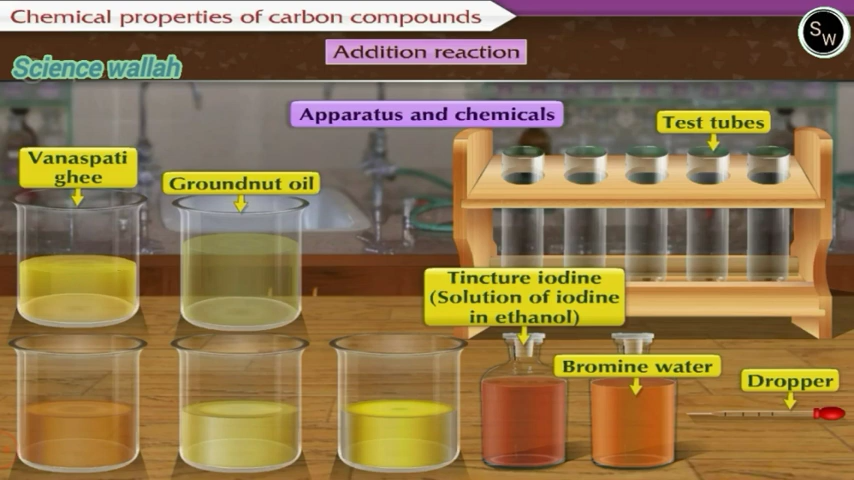 Chemical properties of carbon compounds
SW
Addition reaction
Science wallah
Apparatus and chemicals
Test tubes
Vanaspati
ghee
Groundnut oil
Tincture iodine
(Solution of iodine
in ethanol)
Bromine water
Dropper